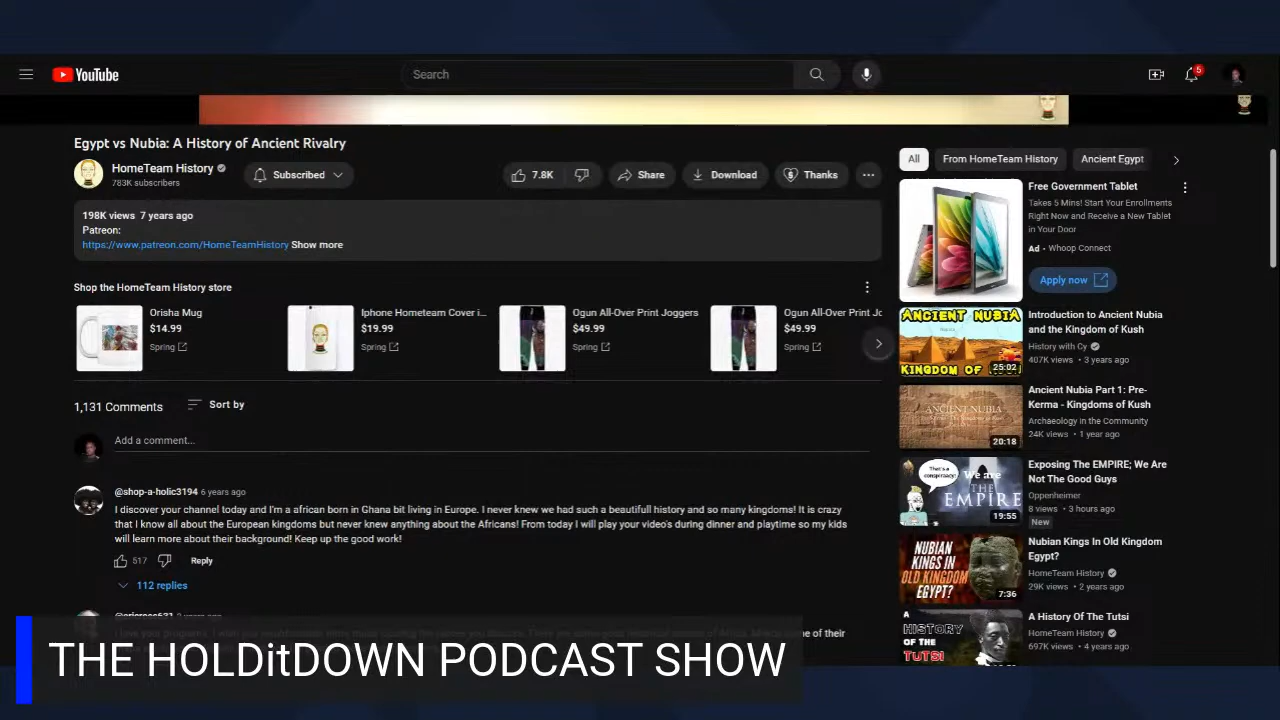 YouTube
Search
5
Egypt vs Nubia: A History of Ancient Rivalry
HomeTeam History
783K subscribers
Subscribed
7.8K
Share
Download
Thanks
198K views 7 years ago
Patreon:
https://www.patreon.com/HomeTeamHistory Show more
Shop the HomeTeam History store
Orisha Mug
$14.99
Spring
Iphone Hometeam Cover i...
$19.99
Spring
Ogun All-Over Print Joggers
$49.99
Spring
Ogun All-Over Print Jo
$49.99
Spring
1,131 Comments
Sort by
Add a comment...
@shop-a-holic3194 6 years ago
I discover your channel today and I'm a african born in Ghana bit living in Europe. I never knew we had such a beautifull history and so many kingdoms! It is crazy
that I know all about the European kingdoms but never knew anything about the Africans! From today I will play your video's during dinner and playtime so my kids
will learn more about their background! Keep up the good work!
517
Reply
112 replies
of their
All
From HomeTeam History
Ancient Egypt
Free Government Tablet
Takes 5 Mins! Start Your Enrollments
Right Now and Receive a New Tablet
in Your Door
Ad • Whoop Connect
Apply now
ANCIENT NUBIA
KINGDOM OF
25:02
Introduction to Ancient Nubia
and the Kingdom of Kush
History with Cy
407K views • 3 years ago
ANCIENT NUBIA
20:18
Ancient Nubia Part 1: Pre-
Kerma - Kingdoms of Kush
Archaeology in the Community
24K views • 1 year ago
That's a
conspiracy!
We are
THE
EMPIRE
19:55
Exposing The EMPIRE; We Are
Not The Good Guys
Oppenheimer
8 views • 3 hours ago
New
NUBIAN
KINGS IN
OLD KINGDOM
EGYPT?
7:36
Nubian Kings In Old Kingdom
Egypt?
HomeTeam History
29K views • 2 years ago
A
HISTORY
OF THE
TUTSI
A History Of The Tutsi
HomeTeam History
697K views • 4 years ago
THE HOLDitDOWN PODCAST SHOW